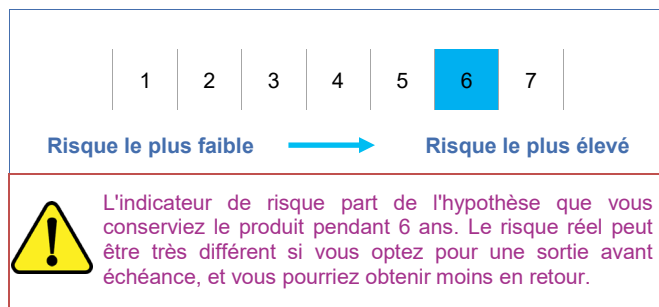 1 2 3 4 5 6 7
Risque le plus faible Risque le plus élevé
L'indicateur de risque part de l'hypothèse que vous
conserviez le produit pendant 6 ans. Le risque réel peut
être très différent si vous optez pour une sortie avant
échéance, et vous pourriez obtenir moins en retour.